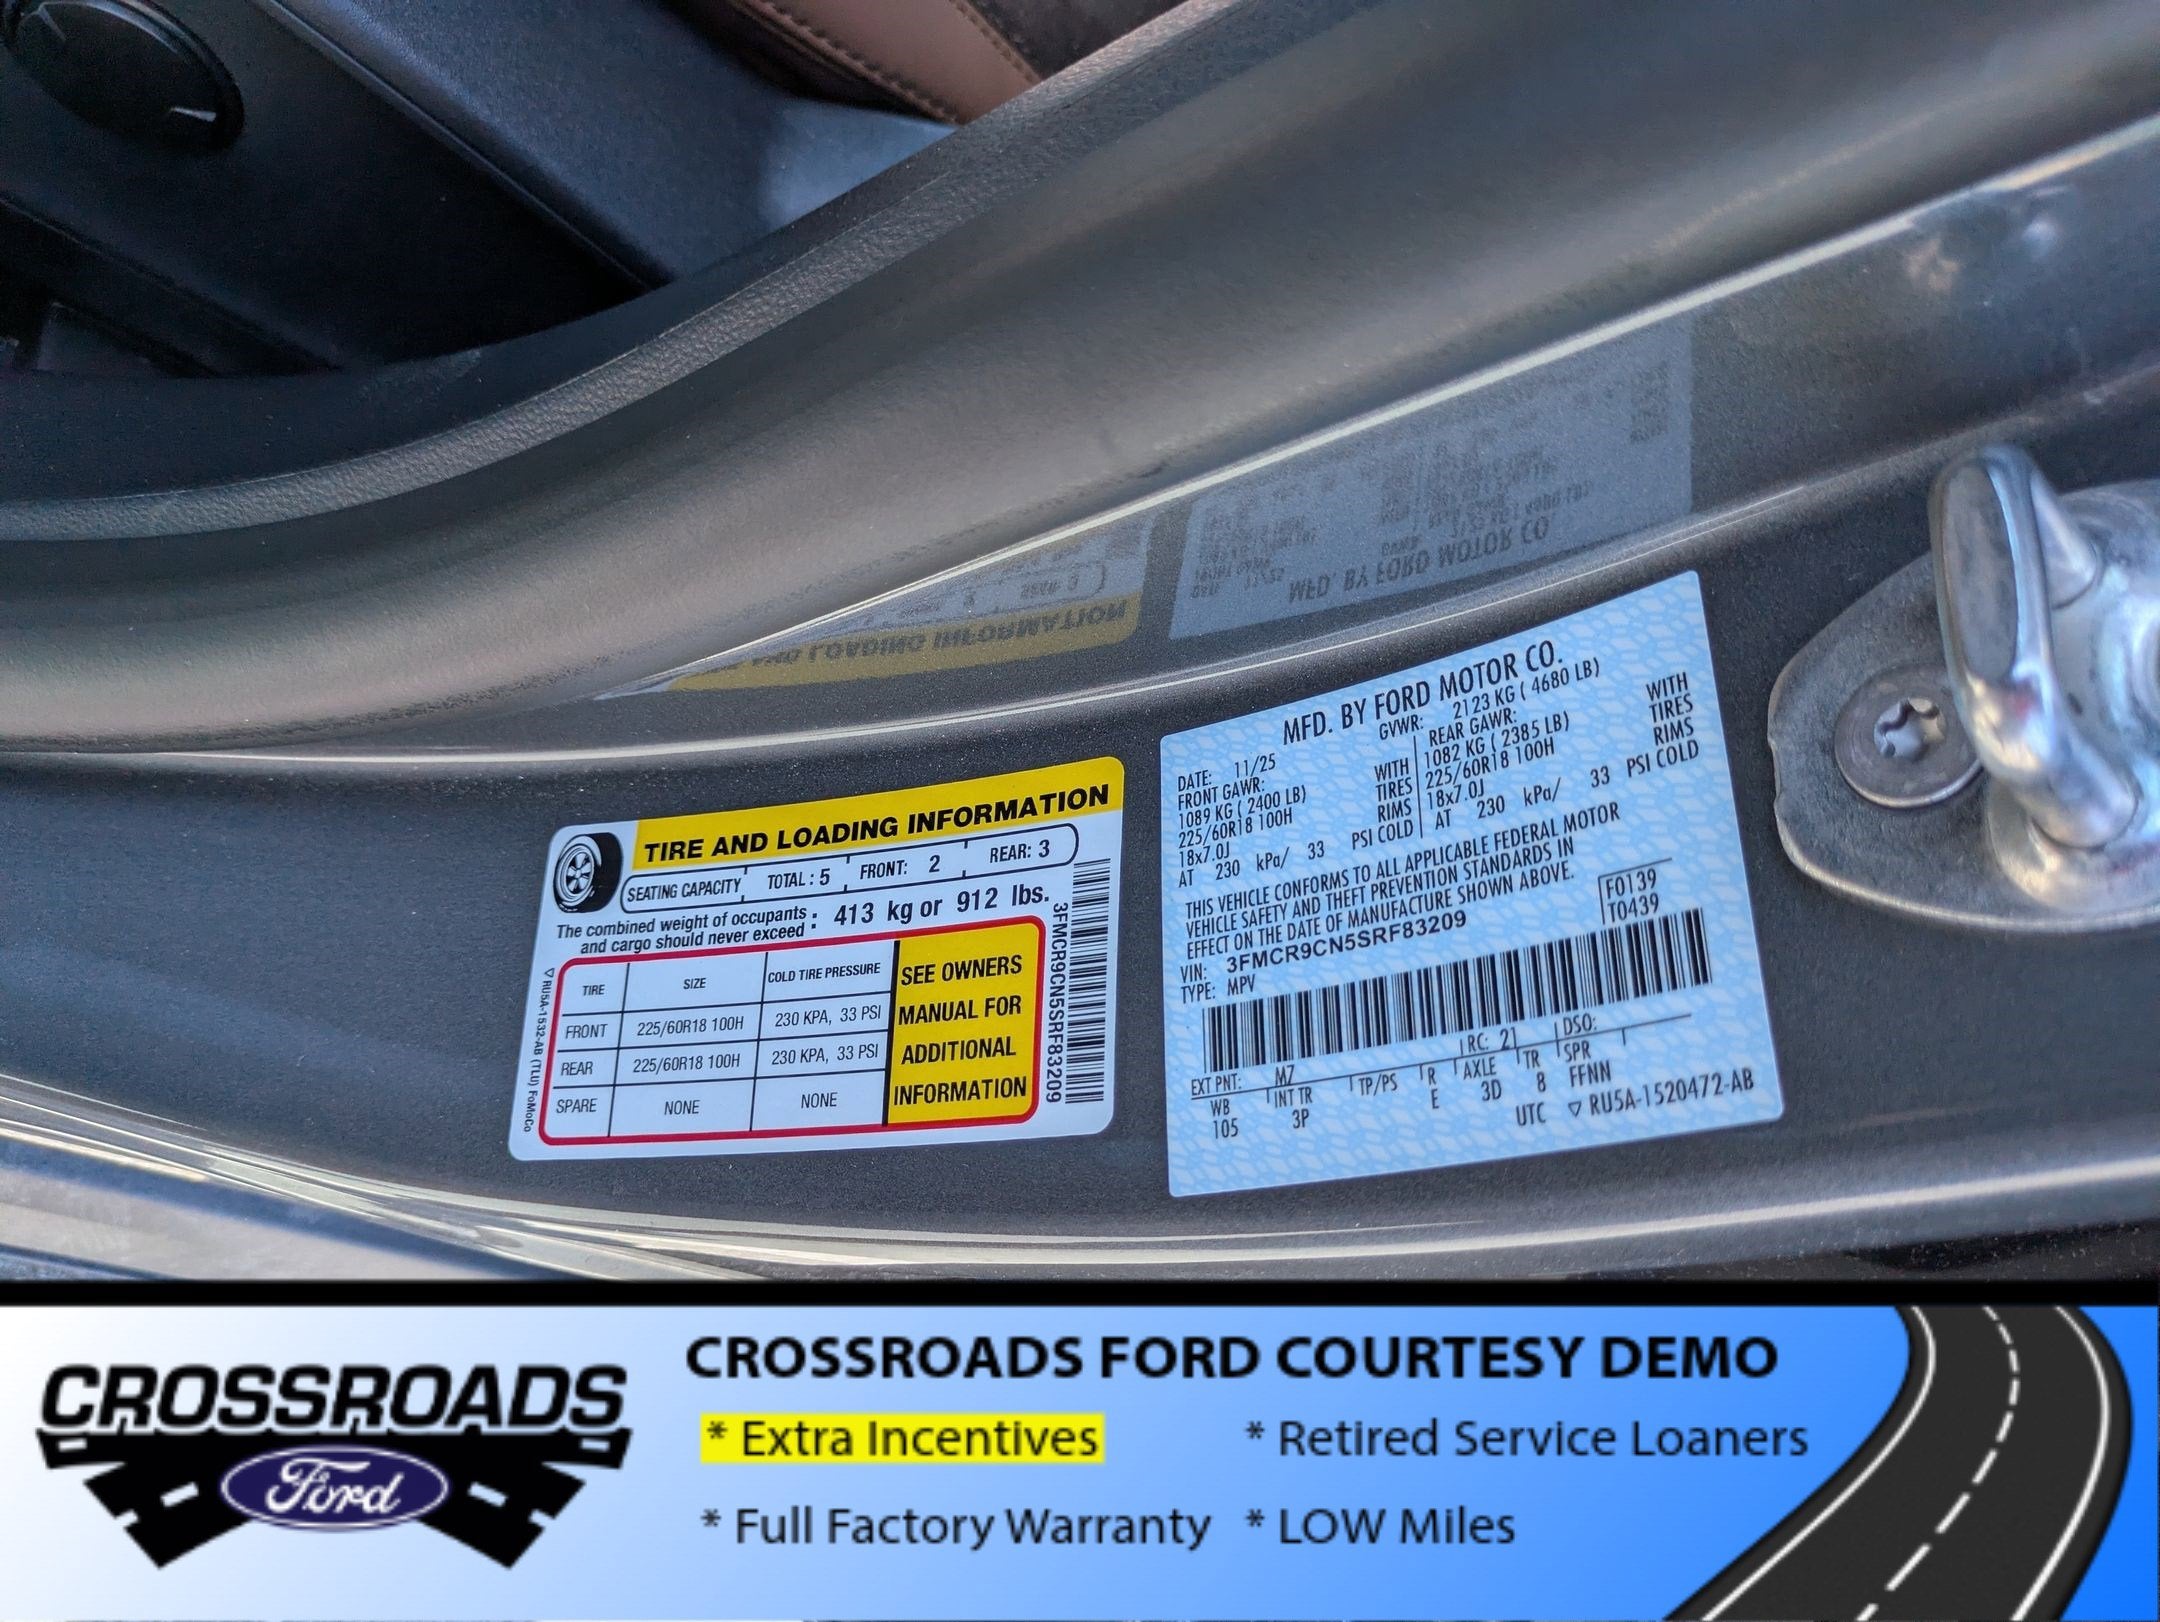 TIRE AND LOADING INFORMATION
SEATING CAPACITY TOTAL : 5 FRONT: 2 REAR: 3
The combined weight of occupants
and cargo should never exceed : 413 kg or 912 lbs.
TIRE SIZE COLD TIRE PRESSURE
FRONT 225/60R18 100H 230 KPA, 33 PSI
REAR 225/60R18 100H 230 KPA, 33 PSI
SPARE NONE NONE
SEE OWNERS
MANUAL FOR
ADDITIONAL
INFORMATION
3FMCR9CN5SRF83209
RU5A-1532-AB (TLU) FoMoCo
MFD. BY FORD MOTOR CO.
DATE: 11/25 GVWR: 2123 KG ( 4680 LB)
FRONT GAWR: REAR GAWR:
1089 KG ( 2400 LB) WITH 1082 KG ( 2385 LB) WITH
225/60R18 100H TIRES 225/60R18 100H TIRES
18x7.0J RIMS 18x7.0J RIMS
AT 230 kPa/ 33 PSI COLD AT 230 kPa/ 33 PSI COLD
THIS VEHICLE CONFORMS TO ALL APPLICABLE FEDERAL MOTOR
VEHICLE SAFETY AND THEFT PREVENTION STANDARDS IN
EFFECT ON THE DATE OF MANUFACTURE SHOWN ABOVE.
F0139
T0439
VIN: 3FMCR9CN5SRF83209
TYPE: MPV
EXT PNT: M7 RC: 21 DSO:
WB INT TR TP/PS R AXLE TR SPR
105 3P E 3D 8 FFNN
UTC RU5A-1520472-AB
CROSSROADS
Ford
CROSSROADS FORD COURTESY DEMO
* Extra Incentives * Retired Service Loaners
* Full Factory Warranty * LOW Miles